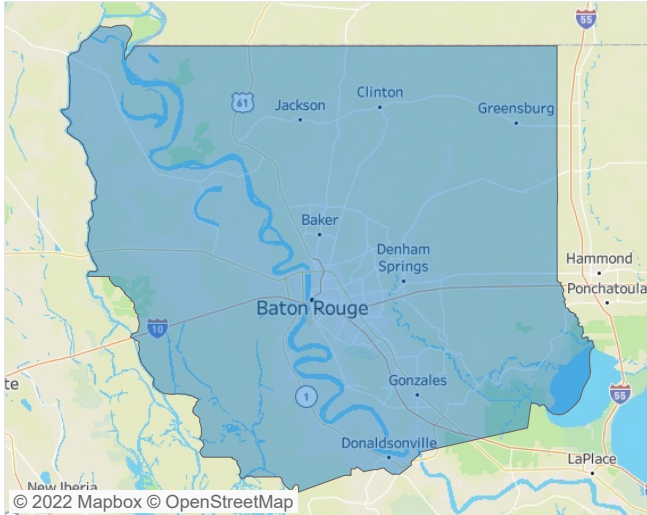 55
61
Jackson
Clinton
Greensburg
Baker
Denham
Springs
Hammond
Ponchatoula
Baton Rouge
10
te
Gonzales
1
55
Donaldsonville
LaPlace
New Iberia
© 2022 Mapbox © OpenStreetMap